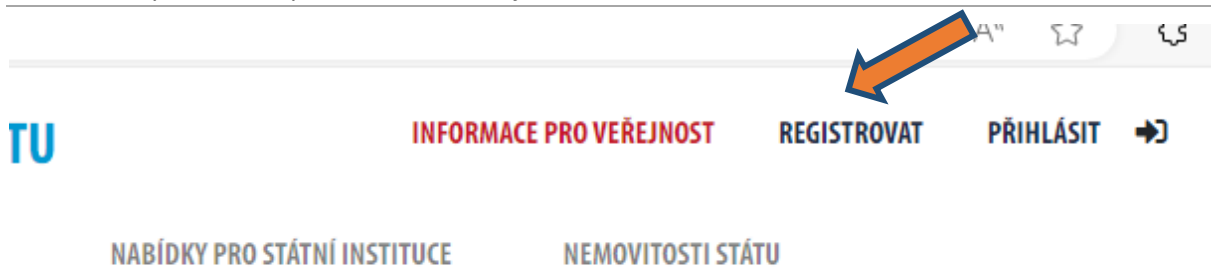 TU INFORMACE PRO VEŘEJNOST REGISTROVAT PŘIHLÁSIT
NABÍDKY PRO STÁTNÍ INSTITUCE NEMOVITOSTI STÁTU